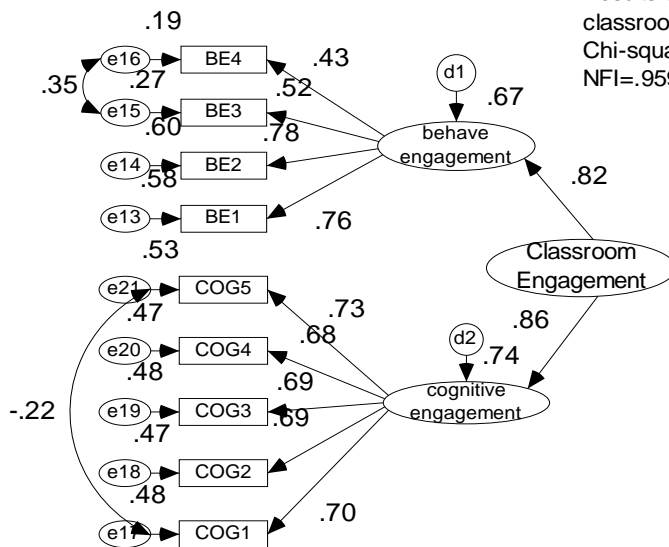 classroom
Chi-squa
NFI=.959
.19
e16
BE4
.43
.35
.27
.52
e15
BE3
.60
.78
e14
BE2
.58
e13
BE1
.76
.53
d1
.67
behave
engagement
.82
Classroom
Engagement
.86
e21
COG5
.47
.73
e20
COG4
.68
.48
-.22
e19
COG3
.69
.47
.69
e18
COG2
.48
e17
COG1
.70
d2
.74
cognitive
engagement